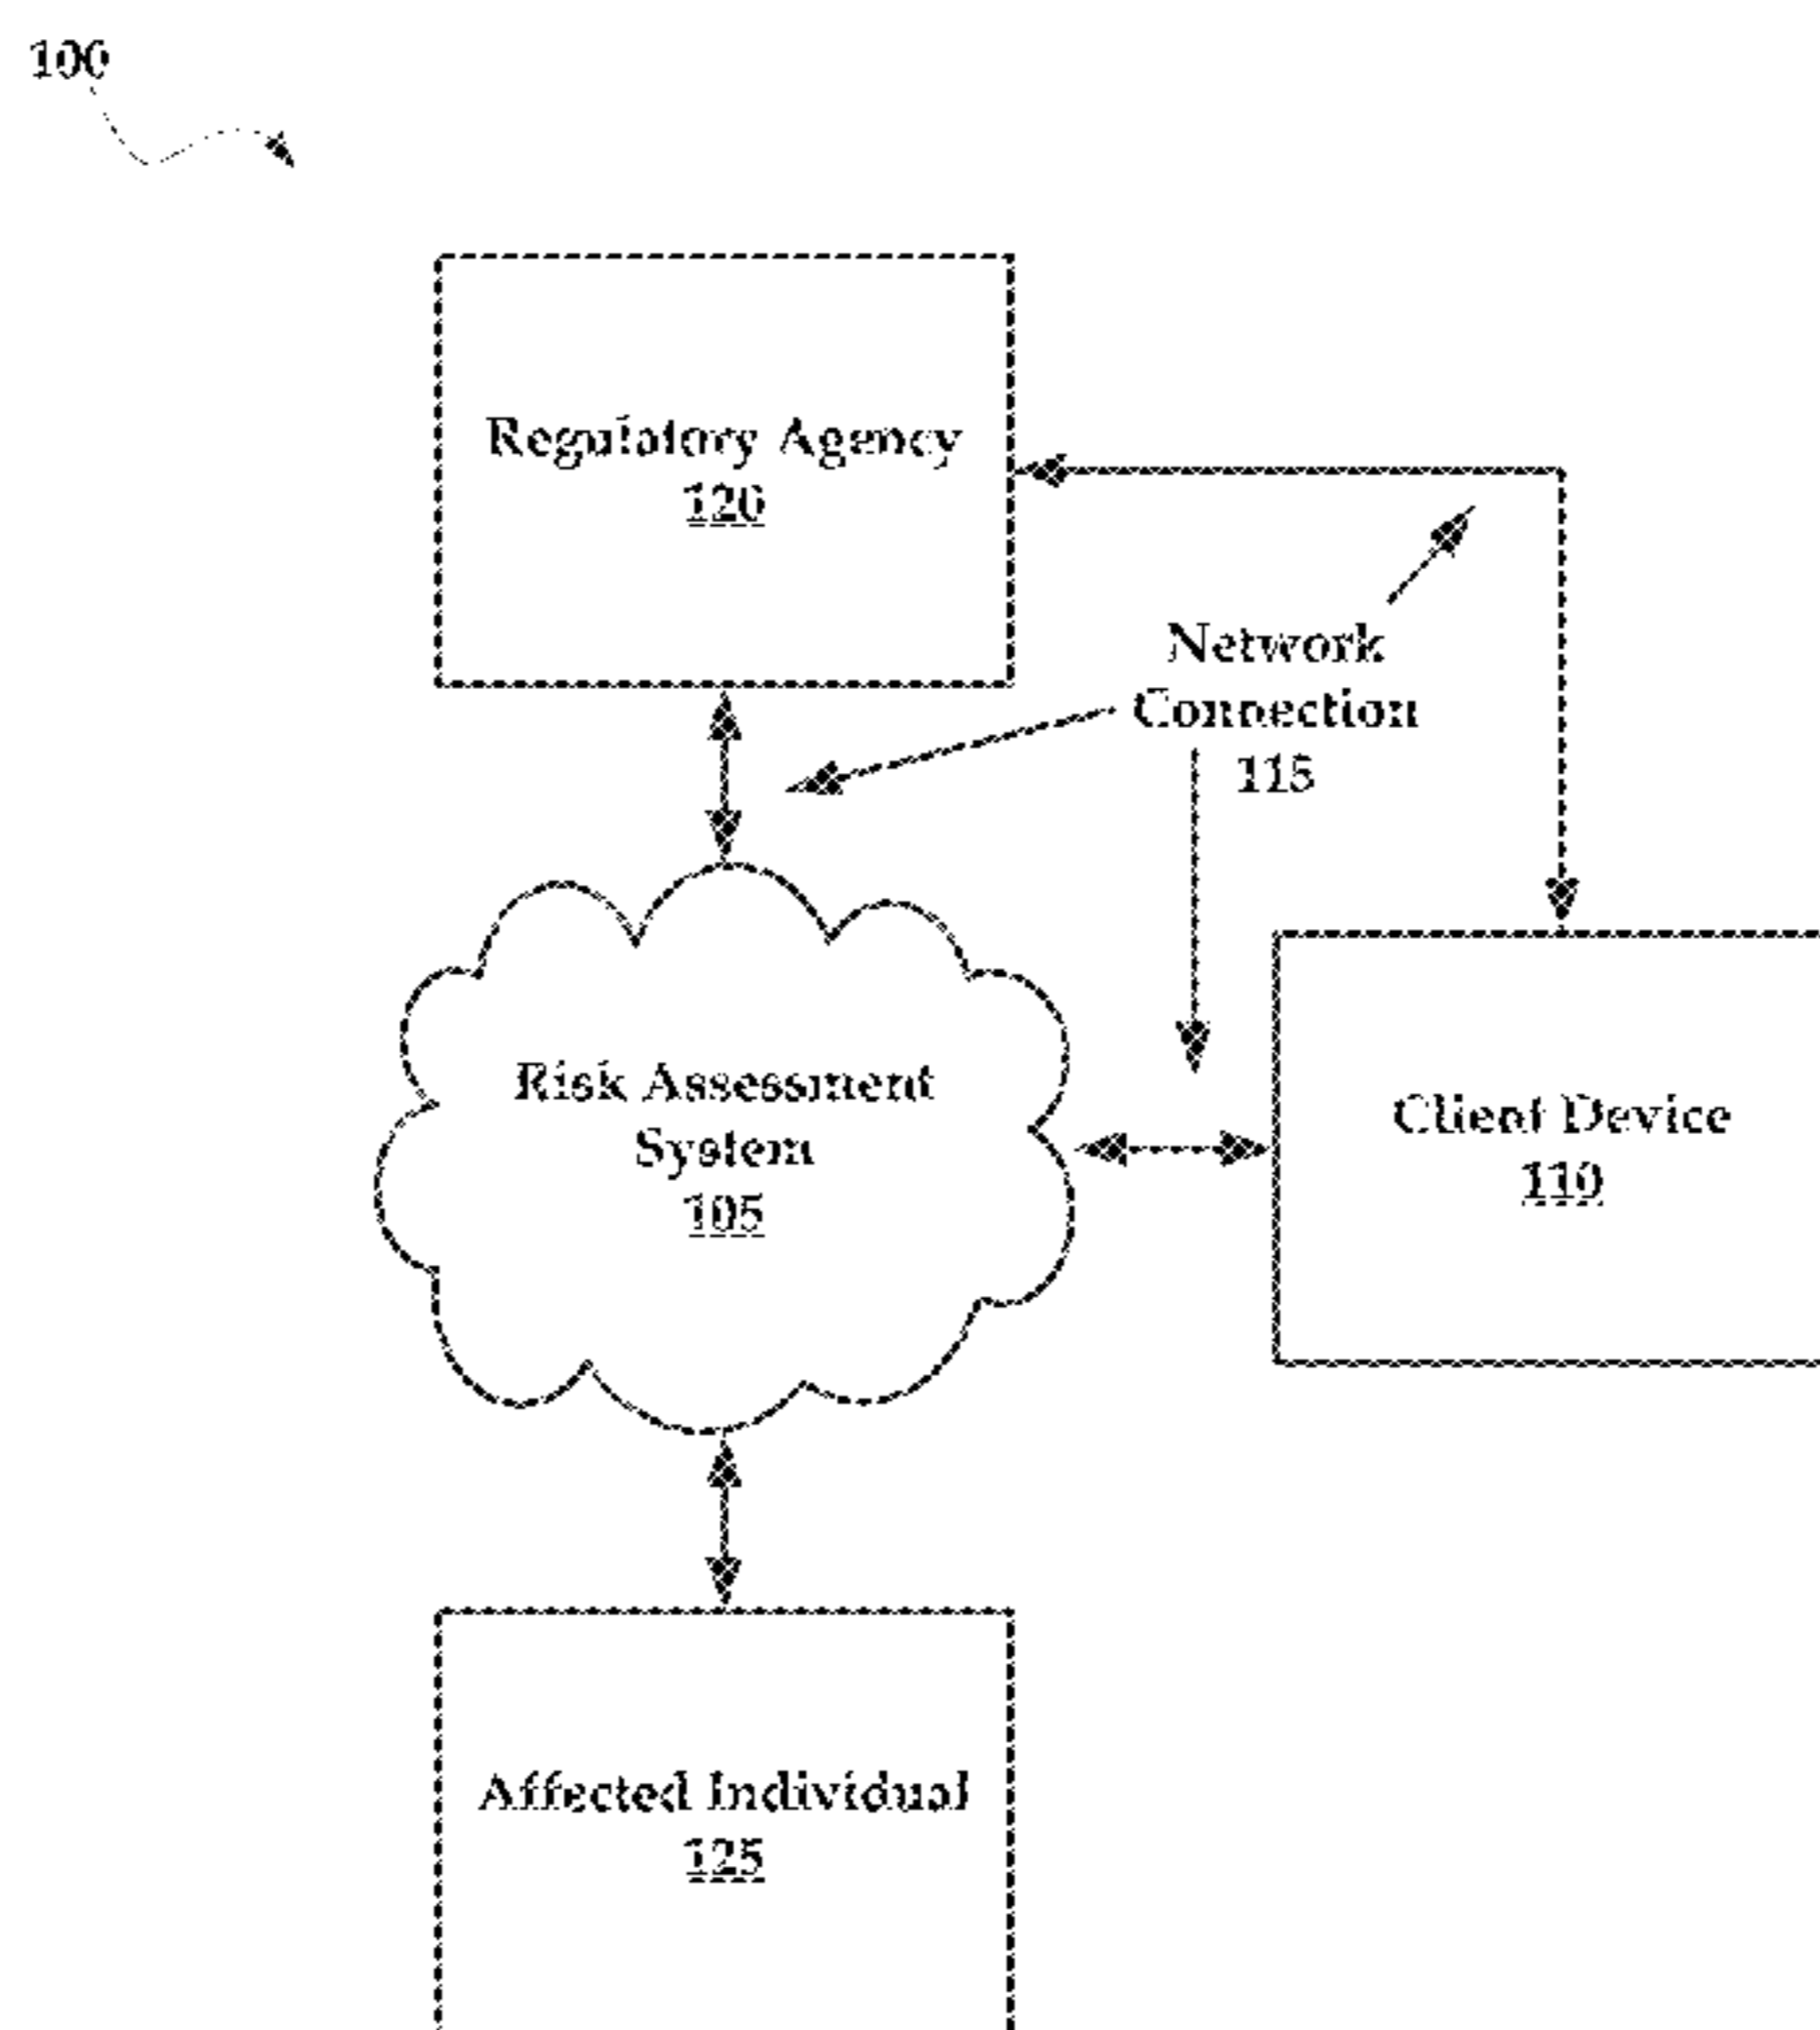 100
Regulatory Agency
120
Network
Connection
115
Risk Assessment
System
105
Client Device
110
Affected Individual
125